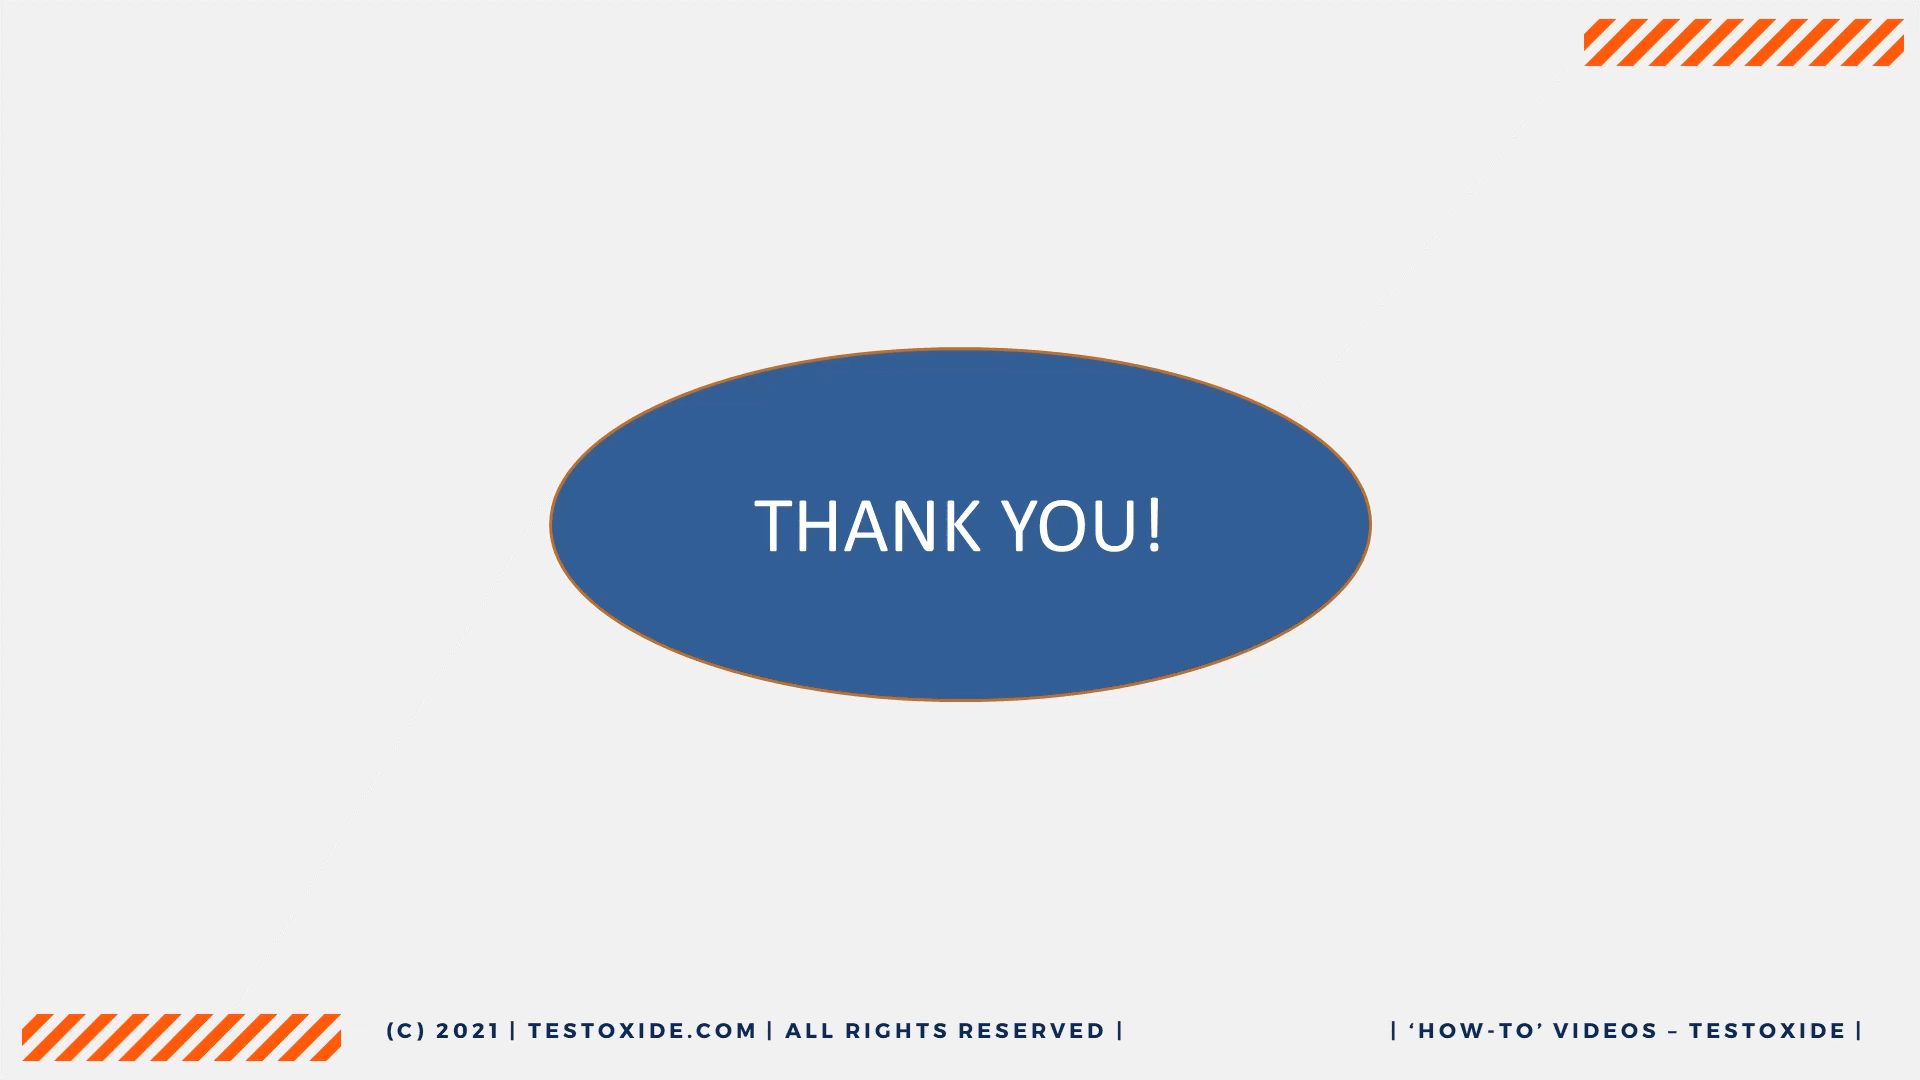 THANK YOU!
(C) 2021 | TESTOXIDE.COM | ALL RIGHTS RESERVED |
| ‘HOW-TO’ VIDEOS – TESTOXIDE |